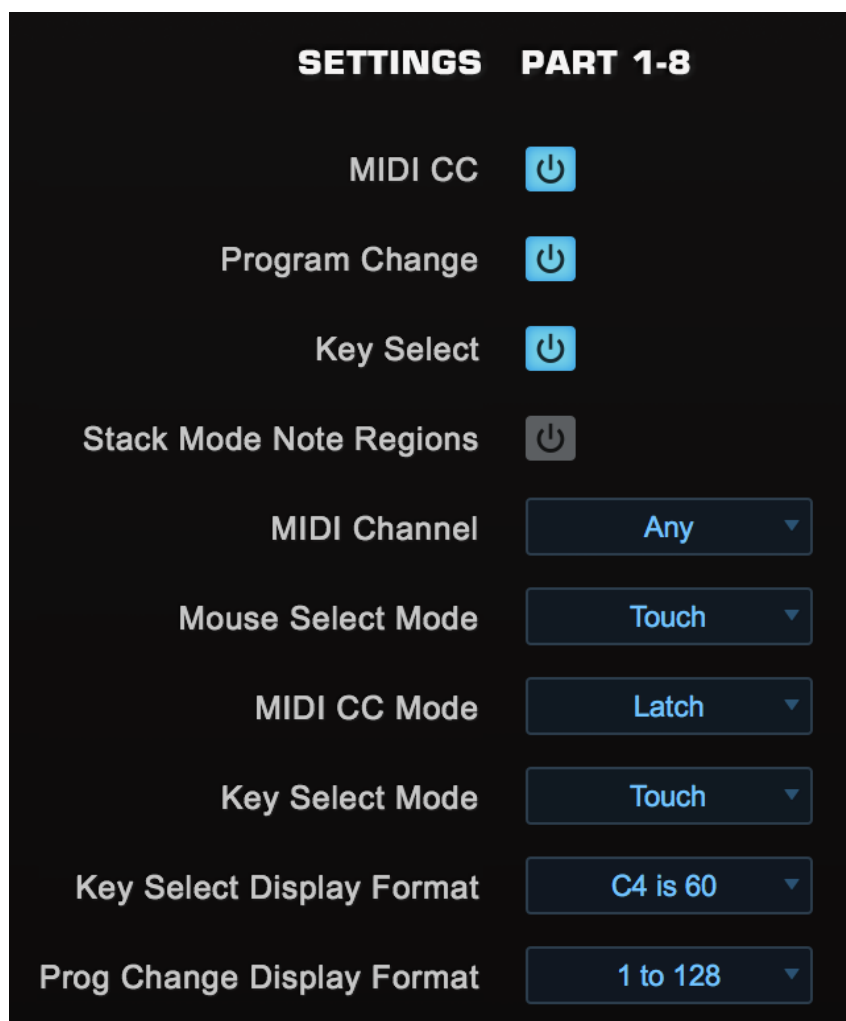 SETTINGS PART 1-8
MIDI CC
Program Change
Key Select
Stack Mode Note Regions
MIDI Channel Any
Mouse Select Mode Touch
MIDI CC Mode Latch
Key Select Mode Touch
Key Select Display Format C4 is 60
Prog Change Display Format 1 to 128